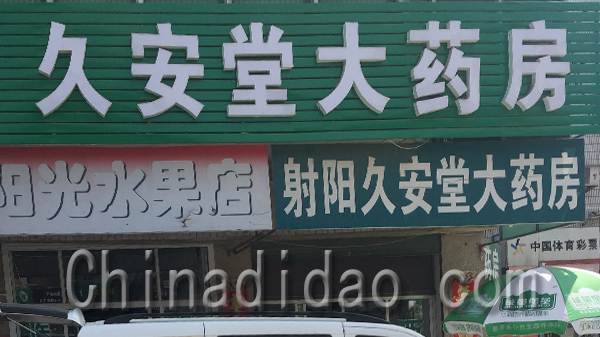 久安堂大药房
阳光水果店
射阳久安堂大药房
中国体育彩票
Chinadidao com